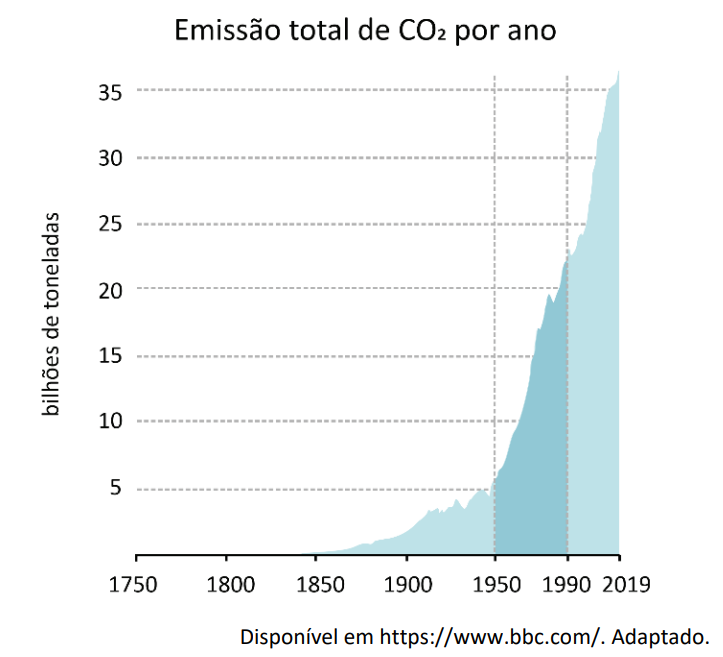 Emissão total de CO₂ por ano
bilhões de toneladas
35
30
25
20
15
10
5
1750 1800 1850 1900 1950 1990 2019
Disponível em https://www.bbc.com/. Adaptado.